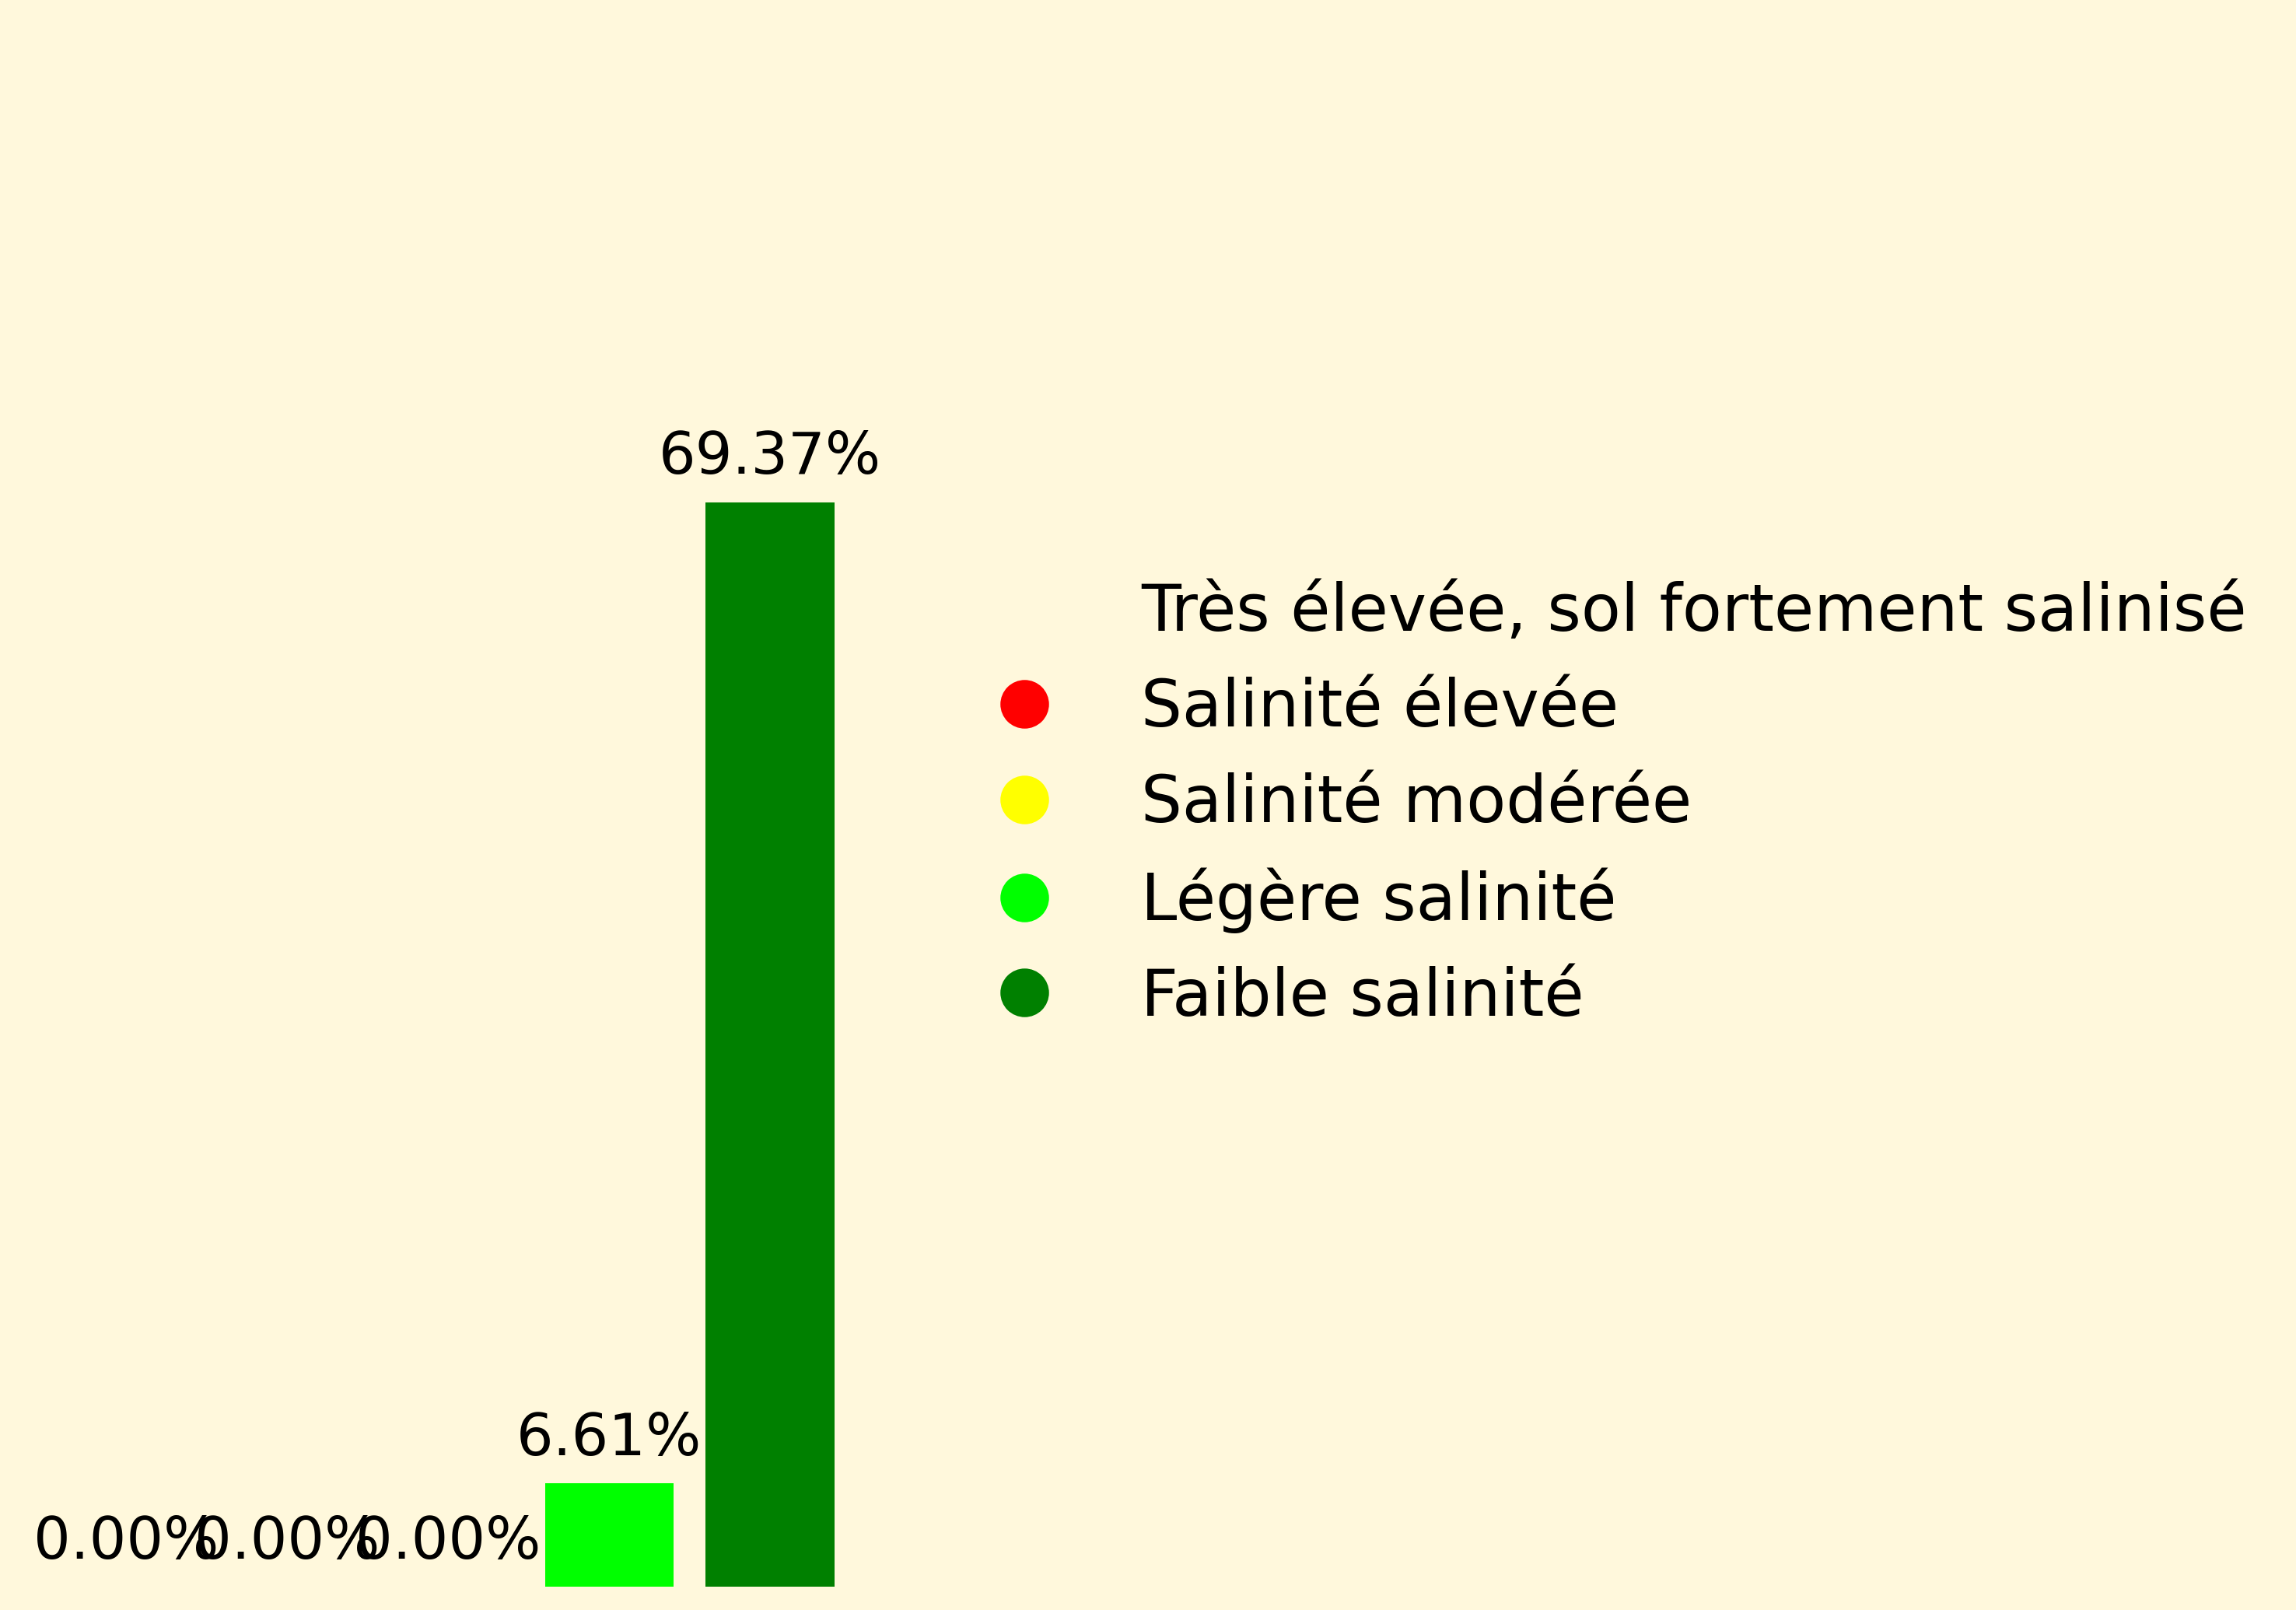 69.37%
Très élevée, sol fortement salinisé
Salinité élevée
Salinité modérée
Légère salinité
Faible salinité
6.61%
0.00%
0.00%
0.00%